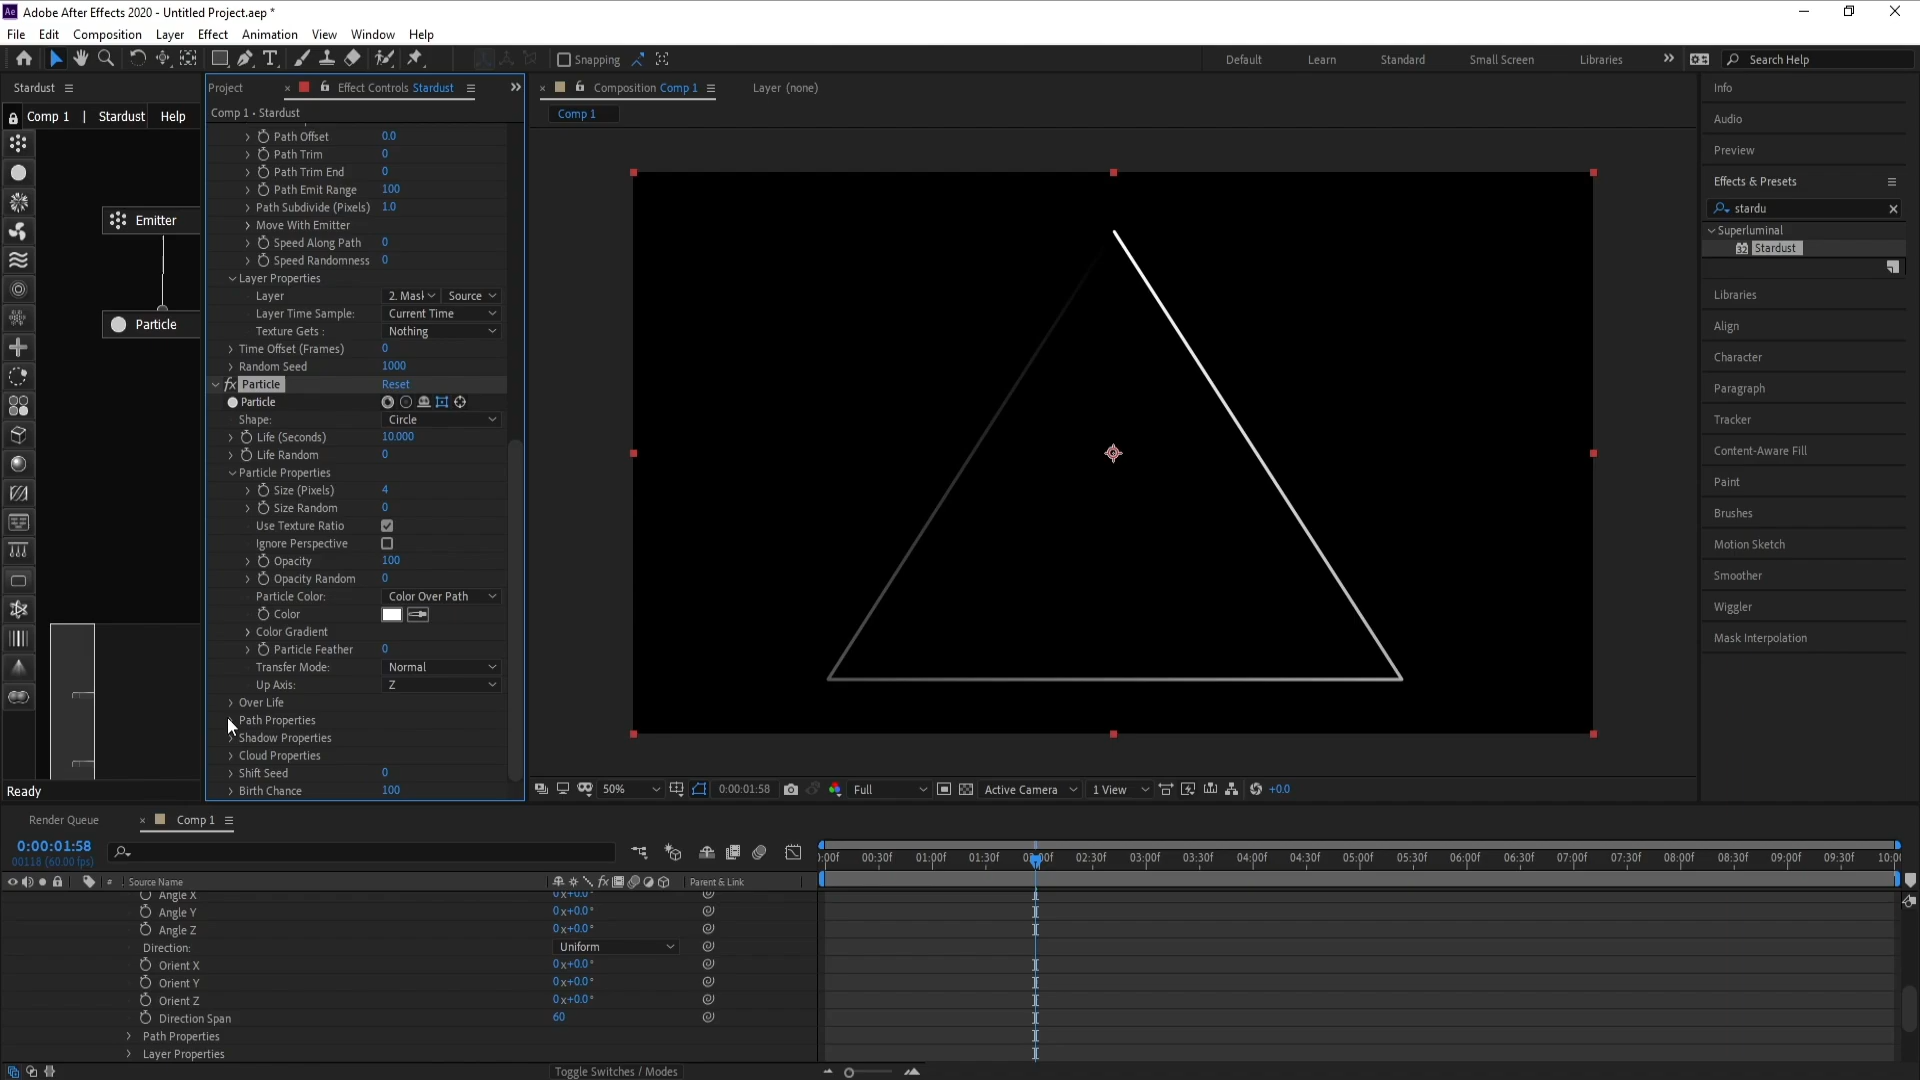 Adobe After Effects 2020 - Untitled Project.aep *
File Edit Composition Layer Effect Animation View Window Help
Snapping
Default Learn Standard Small Screen Libraries
Search Help
Stardust
Comp 1 | Stardust Help
Emitter
Particle
Ready
Project
Effect Controls Stardust
Comp 1 • Stardust
Path Offset 0.0
Path Trim 0
Path Trim End 0
Path Emit Range 100
Path Subdivide (Pixels) 1.0
Move With Emitter
Speed Along Path 0
Speed Randomness 0
Layer Properties
Layer 2. Masl Source
Layer Time Sample: Current Time
Texture Gets : Nothing
Time Offset (Frames) 0
Random Seed 1000
fx Particle Reset
Particle
Shape: Circle
Life (Seconds) 10.000
Life Random 0
Particle Properties
Size (Pixels) 4
Size Random 0
Use Texture Ratio
Ignore Perspective
Opacity 100
Opacity Random 0
Particle Color: Color Over Path
Color
Color Gradient
Particle Feather 0
Transfer Mode: Normal
Up Axis: Z
Over Life
Path Properties
Shadow Properties
Cloud Properties
Shift Seed 0
Birth Chance 100
Composition Comp 1
Layer (none)
Comp 1
50% 0:00:01:58 Full Active Camera 1 View +0.0
Info
Audio
Preview
Effects & Presets
stardu
Superluminal
32 Stardust
Libraries
Align
Character
Paragraph
Tracker
Content-Aware Fill
Paint
Brushes
Motion Sketch
Smoother
Wiggler
Mask Interpolation
Render Queue
Comp 1
0:00:01:58
00118 (60.00 fps)
# Source Name fx Parent & Link
:00f 00:30f 01:00f 01:30f 02:00f 02:30f 03:00f 03:30f 04:00f 04:30f 05:00f 05:30f 06:00f 06:30f 07:00f 07:30f 08:00f 08:30f 09:00f 09:30f 10:0
Angle X 0x+0.0°
Angle Y 0x+0.0°
Angle Z 0x+0.0°
Direction: Uniform
Orient X 0x+0.0°
Orient Y 0x+0.0°
Orient Z 0x+0.0°
Direction Span 60
Path Properties
Layer Properties
Toggle Switches / Modes